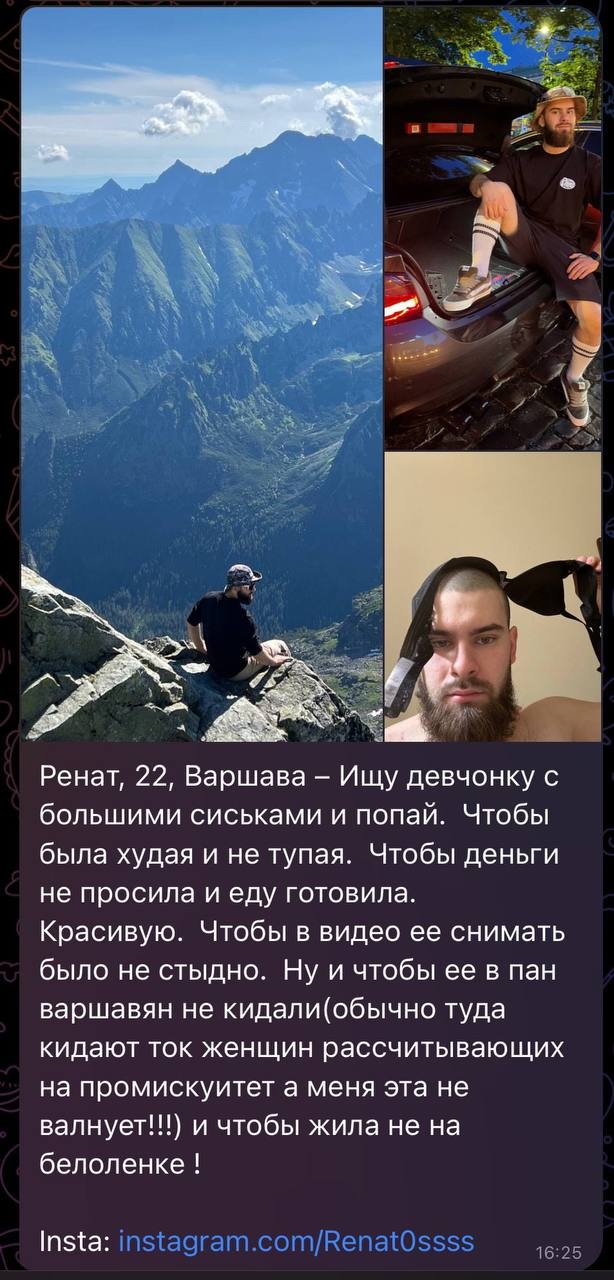 Ренат, 22, Варшава – Ищу девчонку с
большими сиськами и попай.  Чтобы
была худая и не тупая.  Чтобы деньги
не просила и еду готовила.
Красивую.  Чтобы в видео ее снимать
было не стыдно.  Ну и чтобы ее в пан
варшавян не кидали(обычно туда
кидают ток женщин рассчитывающих
на промискуитет а меня эта не
валнует!!!) и чтобы жила не на
белоленке !
Insta: instagram.com/Renat0ssss
16:25